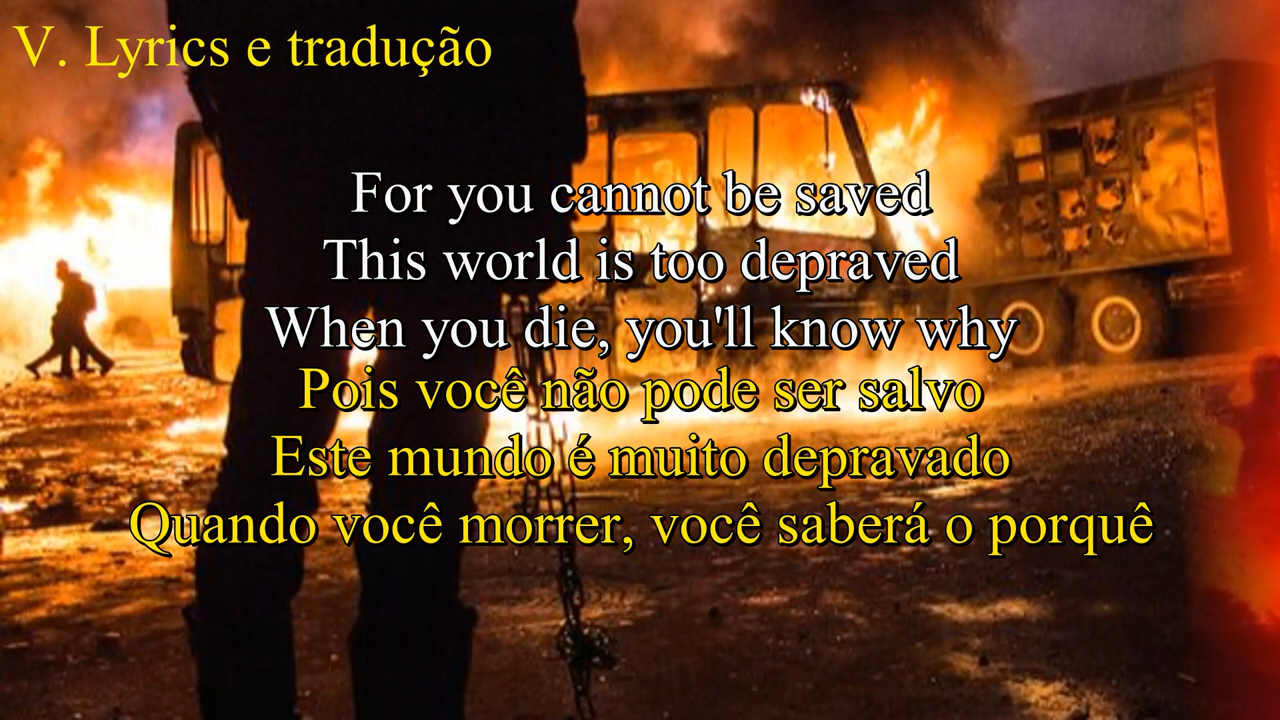 V. Lyrics e tradução
For you cannot be saved
This world is too depraved
When you die, you'll know why
Pois você não pode ser salvo
Este mundo é muito depravado
Quando você morrer, você saberá o porquê